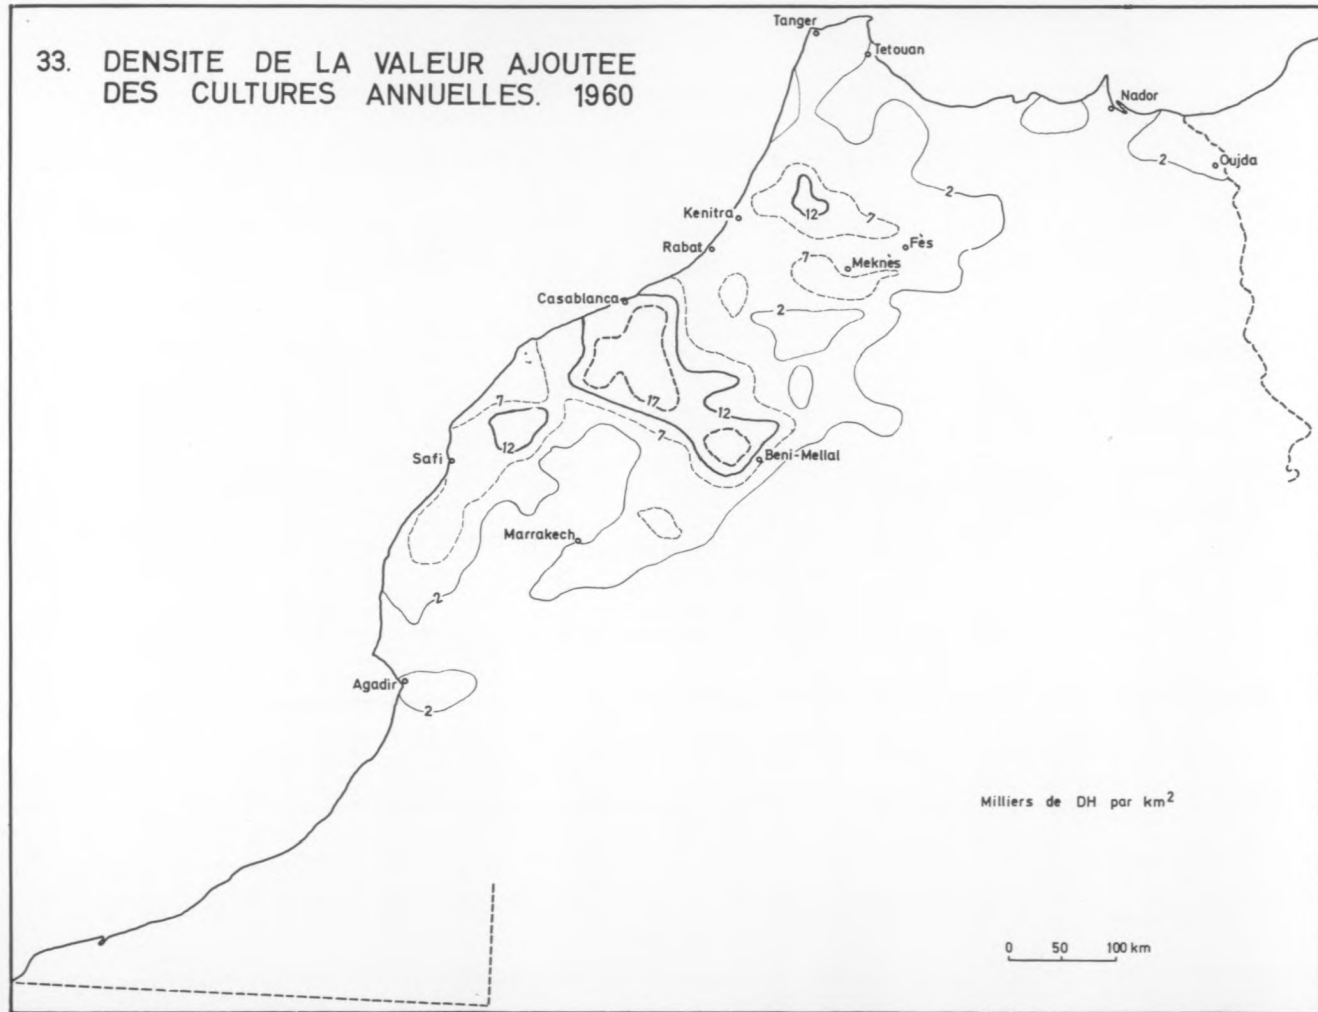 33. DENSITE DE LA VALEUR AJOUTEE
DES CULTURES ANNUELLES. 1960
Tanger
Tetouan
Nador
2
Oujda
2
12
7
Kenitra
Rabat
Fès
7
Meknès
Casablanca
2
7
17
12
12
7
Safi
Beni-Mellal
Marrakech
2
Agadir
2
Milliers de DH par km²
0 50 100 km